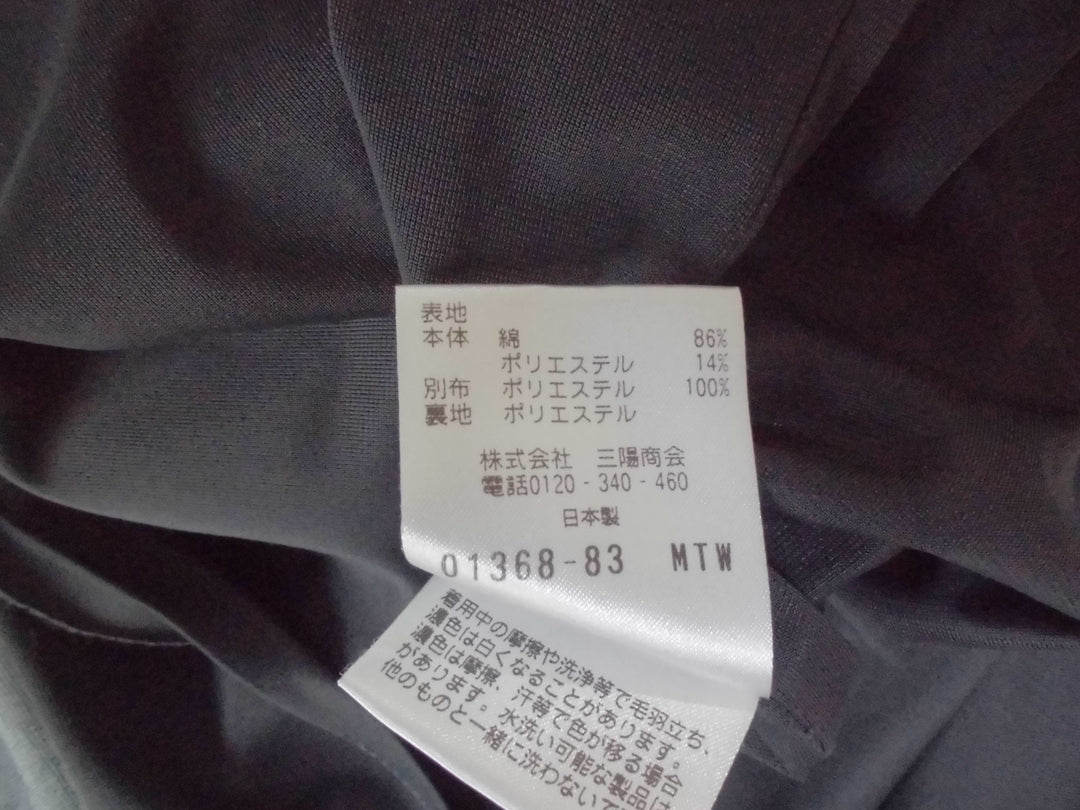 表地
本体 綿 86%
ポリエステル 14%
別布 ポリエステル 100%
裏地 ポリエステル
株式会社 三陽商会
電話0120-340-460
日本製
01368-83 MTW
着用中の摩擦や洗浄等で毛羽立ち、
濃色は白くなることがあります。
濃色は摩擦、汗等で色が移る場合
があります。水洗い可能な製品は
他のものと一緒に洗わないで